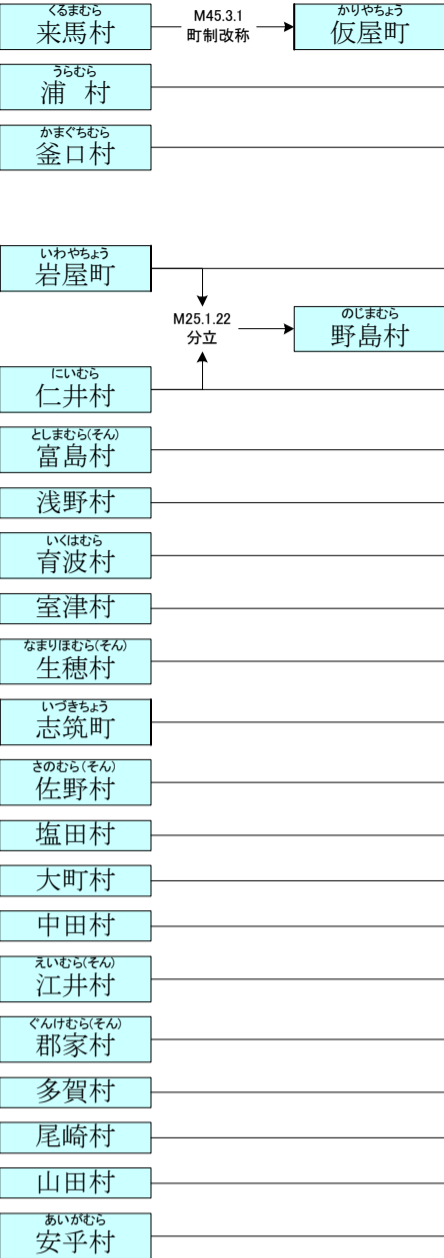 くるまむら
来馬村
M45.3.1
町制改称
かりやちょう
仮屋町
うらむら
浦 村
かまぐちむら
釜口村
いわやちょう
岩屋町
M25.1.22
分立
のじまむら
野島村
にいむら
仁井村
としまむら(そん)
富島村
浅野村
いくはむら
育波村
室津村
なまりほむら(そん)
生穂村
いづきちょう
志筑町
さのむら(そん)
佐野村
塩田村
大町村
中田村
えいむら(そん)
江井村
ぐんけむら(そん)
郡家村
多賀村
尾崎村
山田村
あいがむら
安乎村